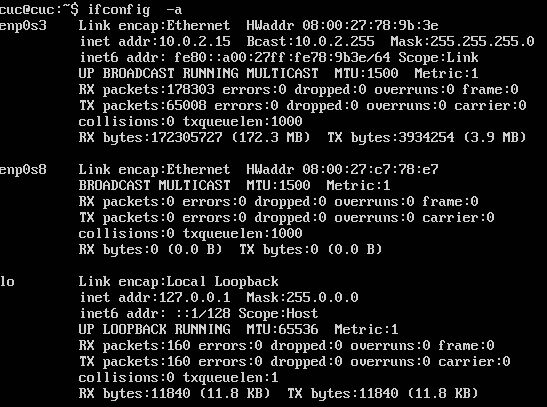 cuc@cuc:~$ ifconfig  -a
enp0s3    Link encap:Ethernet  HWaddr 08:00:27:78:9b:3e
          inet addr:10.0.2.15  Bcast:10.0.2.255  Mask:255.255.255.0
          inet6 addr: fe80::a00:27ff:fe78:9b3e/64 Scope:Link
          UP BROADCAST RUNNING MULTICAST  MTU:1500  Metric:1
          RX packets:178303 errors:0 dropped:0 overruns:0 frame:0
          TX packets:65008 errors:0 dropped:0 overruns:0 carrier:0
          collisions:0 txqueuelen:1000
          RX bytes:172305727 (172.3 MB)  TX bytes:3934254 (3.9 MB)

enp0s8    Link encap:Ethernet  HWaddr 08:00:27:c7:78:e7
          BROADCAST MULTICAST  MTU:1500  Metric:1
          RX packets:0 errors:0 dropped:0 overruns:0 frame:0
          TX packets:0 errors:0 dropped:0 overruns:0 carrier:0
          collisions:0 txqueuelen:1000
          RX bytes:0 (0.0 B)  TX bytes:0 (0.0 B)

lo        Link encap:Local Loopback
          inet addr:127.0.0.1  Mask:255.0.0.0
          inet6 addr: ::1/128 Scope:Host
          UP LOOPBACK RUNNING  MTU:65536  Metric:1
          RX packets:160 errors:0 dropped:0 overruns:0 frame:0
          TX packets:160 errors:0 dropped:0 overruns:0 carrier:0
          collisions:0 txqueuelen:1
          RX bytes:11840 (11.8 KB)  TX bytes:11840 (11.8 KB)